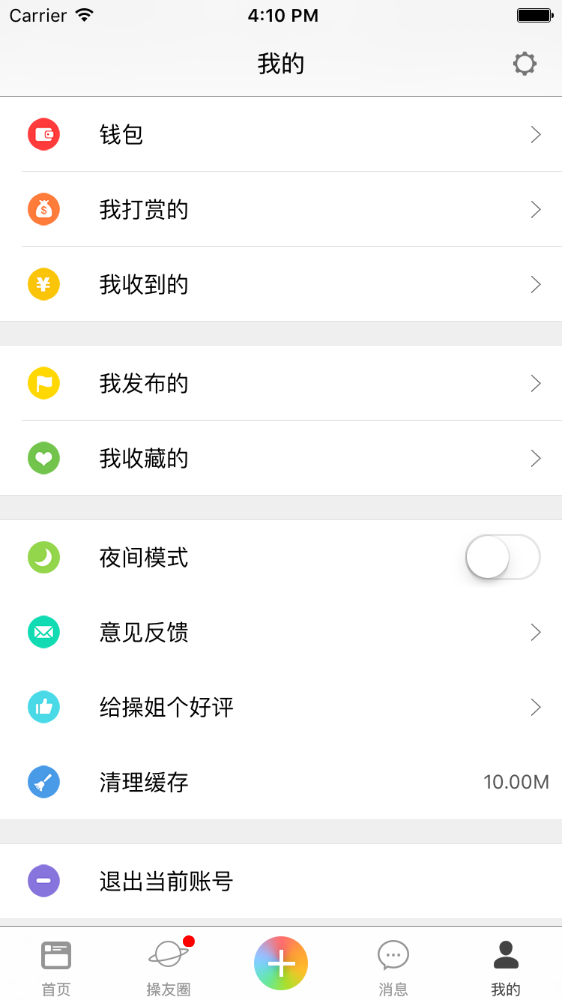 Carrier 4:10 PM
我的
钱包
我打赏的
我收到的
我发布的
我收藏的
夜间模式
意见反馈
给操姐个好评
清理缓存 10.00M
退出当前账号
首页 操友圈 消息 我的